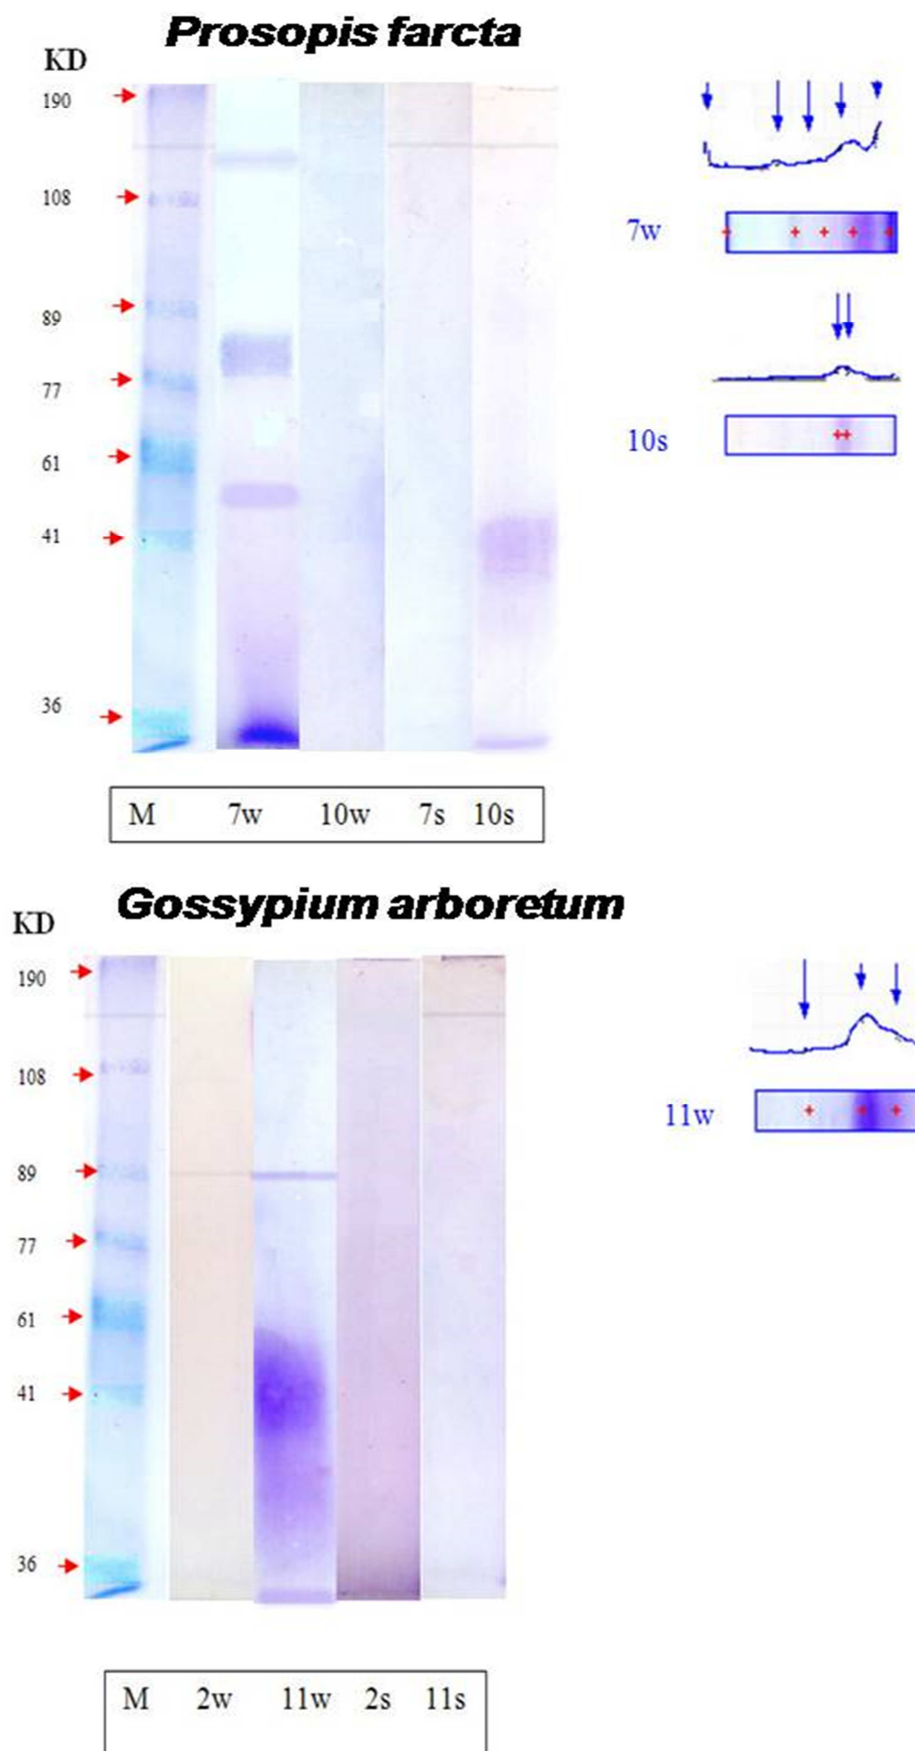 Prosopis farcta
KD
190
108
89
77
61
41
36
7w
10s
M 7w 10w 7s 10s
Gossypium arboretum
KD
190
108
89
77
61
41
36
11w
M 2w 11w 2s 11s